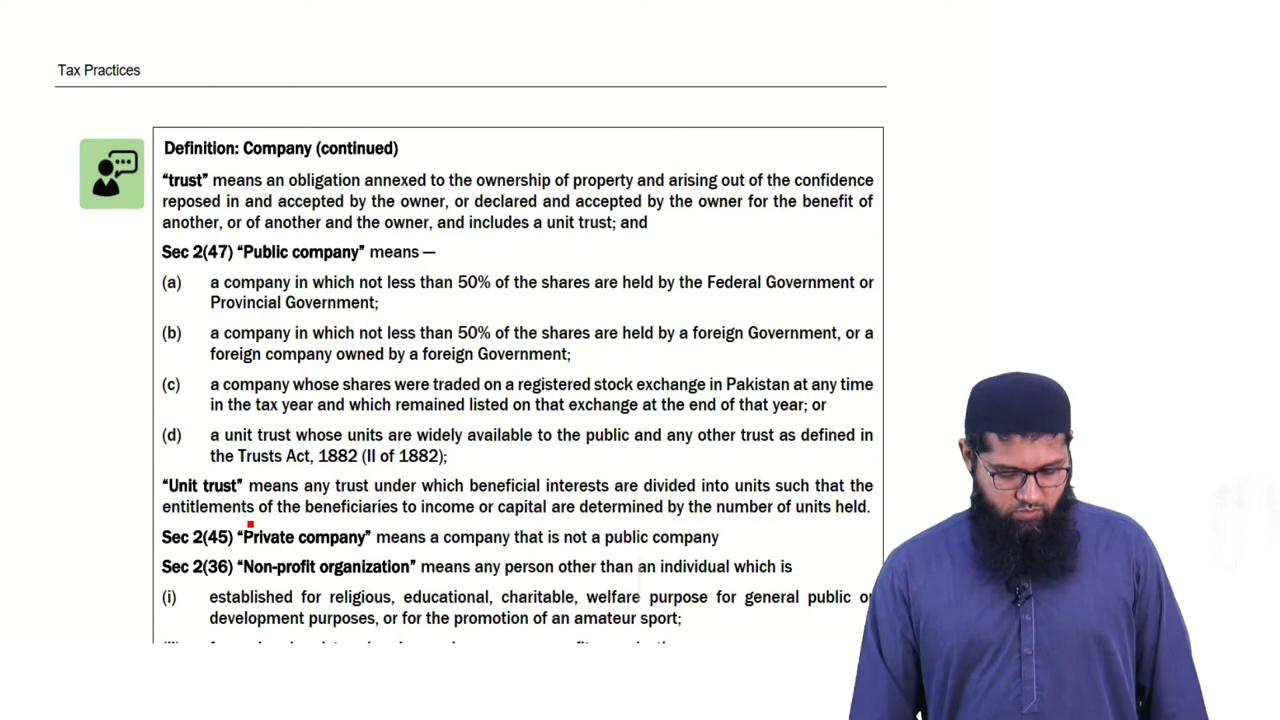 Tax Practices
Definition: Company (continued)
“trust” means an obligation annexed to the ownership of property and arising out of the confidence
reposed in and accepted by the owner, or declared and accepted by the owner for the benefit of
another, or of another and the owner, and includes a unit trust; and
Sec 2(47) “Public company” means —
(a) a company in which not less than 50% of the shares are held by the Federal Government or
Provincial Government;
(b) a company in which not less than 50% of the shares are held by a foreign Government, or a
foreign company owned by a foreign Government;
(c) a company whose shares were traded on a registered stock exchange in Pakistan at any time
in the tax year and which remained listed on that exchange at the end of that year; or
(d) a unit trust whose units are widely available to the public and any other trust as defined in
the Trusts Act, 1882 (II of 1882);
“Unit trust” means any trust under which beneficial interests are divided into units such that the
entitlements of the beneficiaries to income or capital are determined by the number of units held.
Sec 2(45) “Private company” means a company that is not a public company
Sec 2(36) “Non-profit organization” means any person other than an individual which is
(i) established for religious, educational, charitable, welfare purpose for general public or
development purposes, or for the promotion of an amateur sport;